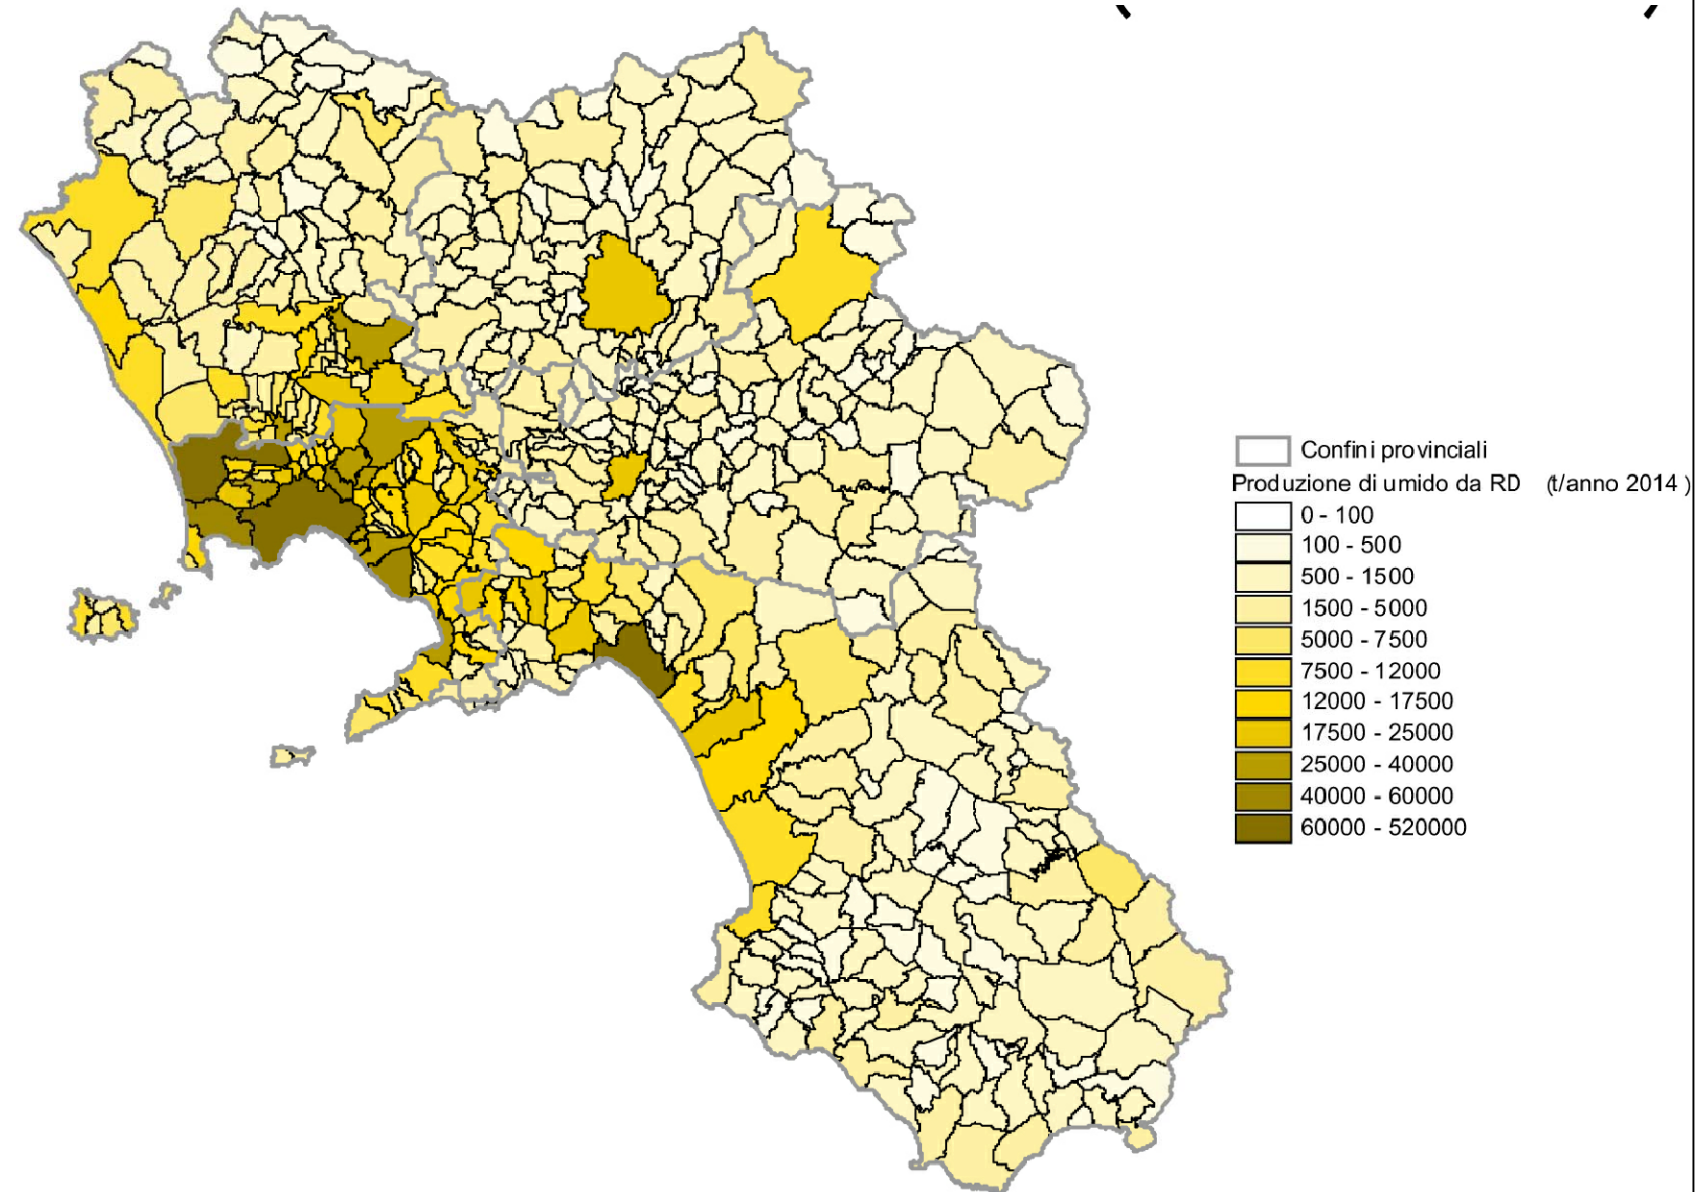 Confini provinciali
Produzione di umido da RD (t/anno 2014)
0 - 100
100 - 500
500 - 1500
1500 - 5000
5000 - 7500
7500 - 12000
12000 - 17500
17500 - 25000
25000 - 40000
40000 - 60000
60000 - 520000